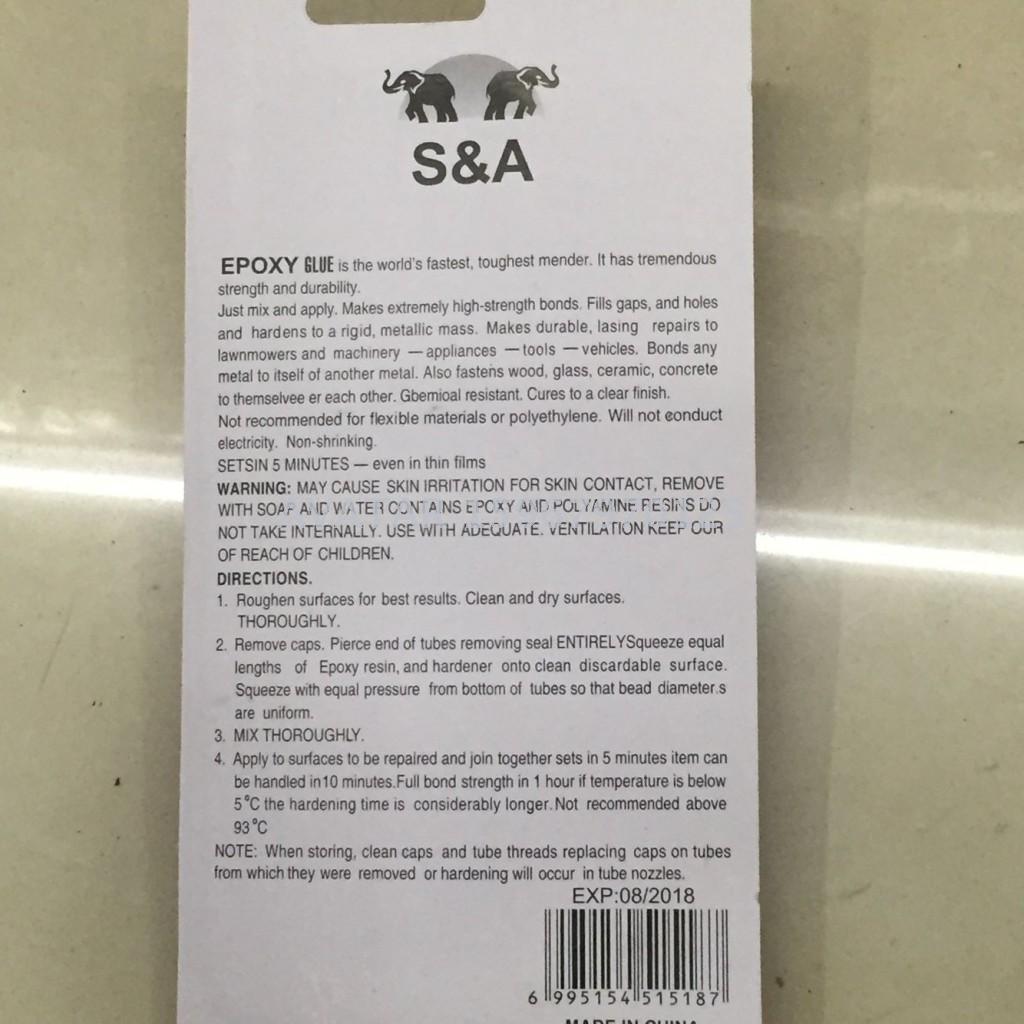 S&A
EPOXY GLUE is the world's fastest, toughest mender. It has tremendous
strength and durability.
Just mix and apply. Makes extremely high-strength bonds. Fills gaps, and holes
and hardens to a rigid, metallic mass. Makes durable, lasing repairs to
lawnmowers and machinery — appliances — tools — vehicles. Bonds any
metal to itself of another metal. Also fastens wood, glass, ceramic, concrete
to themselvee er each other. Gbemioal resistant. Cures to a clear finish.
Not recommended for flexible materials or polyethylene. Will not conduct
electricity. Non-shrinking.
SETSIN 5 MINUTES — even in thin films
WARNING: MAY CAUSE SKIN IRRITATION FOR SKIN CONTACT, REMOVE
WITH SOAP AND WATER CONTAINS EPOXY AND POLYANINE RESINS DO
NOT TAKE INTERNALLY. USE WITH ADEQUATE. VENTILATION KEEP OUR
OF REACH OF CHILDREN.
DIRECTIONS.
1. Roughen surfaces for best results. Clean and dry surfaces.
THOROUGHLY.
2. Remove caps. Pierce end of tubes removing seal ENTIRELYSqueeze equal
lengths of Epoxy resin, and hardener onto clean discardable surface.
Squeeze with equal pressure from bottom of tubes so that bead diameter.s
are uniform.
3. MIX THOROUGHLY.
4. Apply to surfaces to be repaired and join together sets in 5 minutes item can
be handled in10 minutes.Full bond strength in 1 hour if temperature is below
5°C the hardening time is considerably longer.Not recommended above
93°C
NOTE: When storing, clean caps and tube threads replacing caps on tubes
from which they were removed or hardening will occur in tube nozzles.
EXP:08/2018
6 995154 515187
MADE IN CHINA